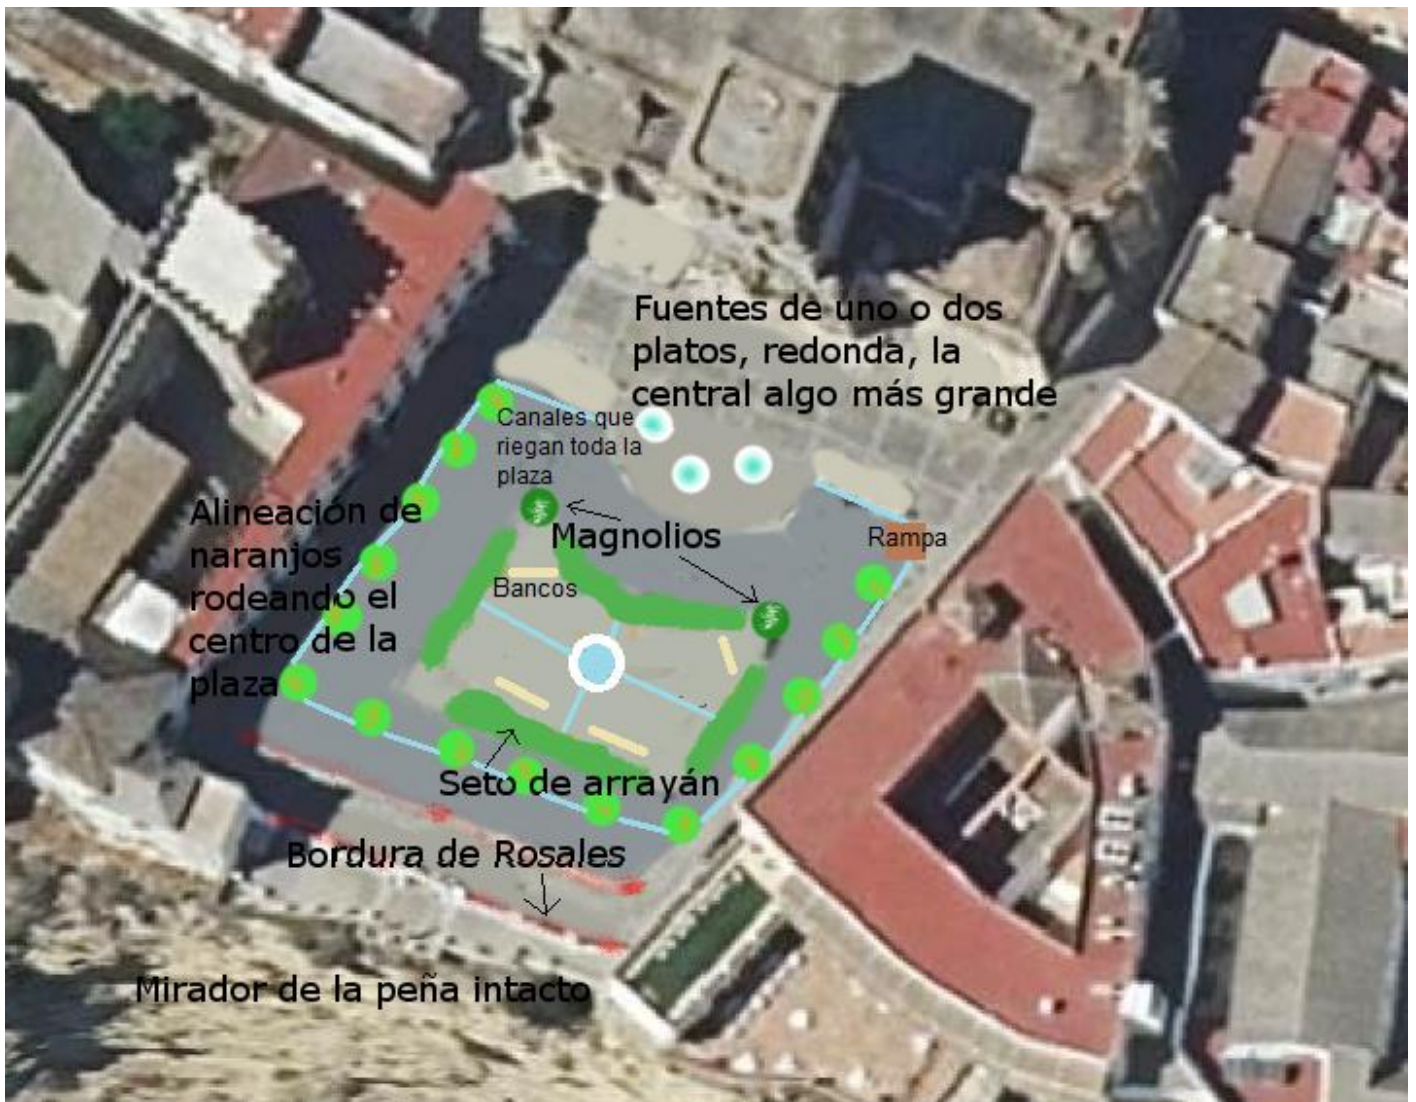 Fuentes de uno o dos
platos, redonda, la
central algo más grande
Canales que
riegan toda la
plaza
Alineación de
naranjos
rodeando el
centro de la
plaza
Magnolios
Rampa
Bancos
Seto de arrayán
Bordura de Rosales
Mirador de la peña intacto